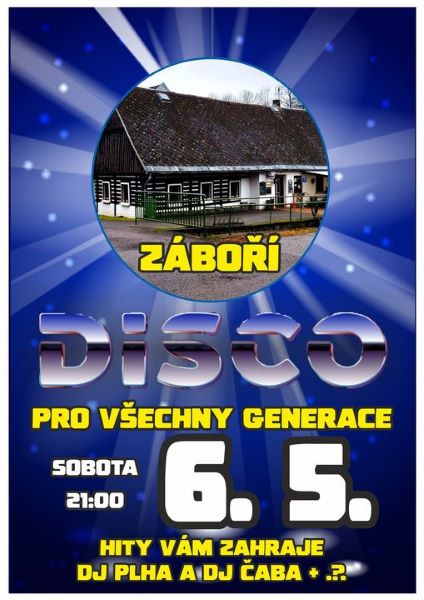 ZÁBOŘÍ
DiSCO
PRO VŠECHNY GENERACE
SOBOTA
21:00
6. 5.
HITY VÁM ZAHRAJE
DJ PLHA A DJ ČABA + .?.